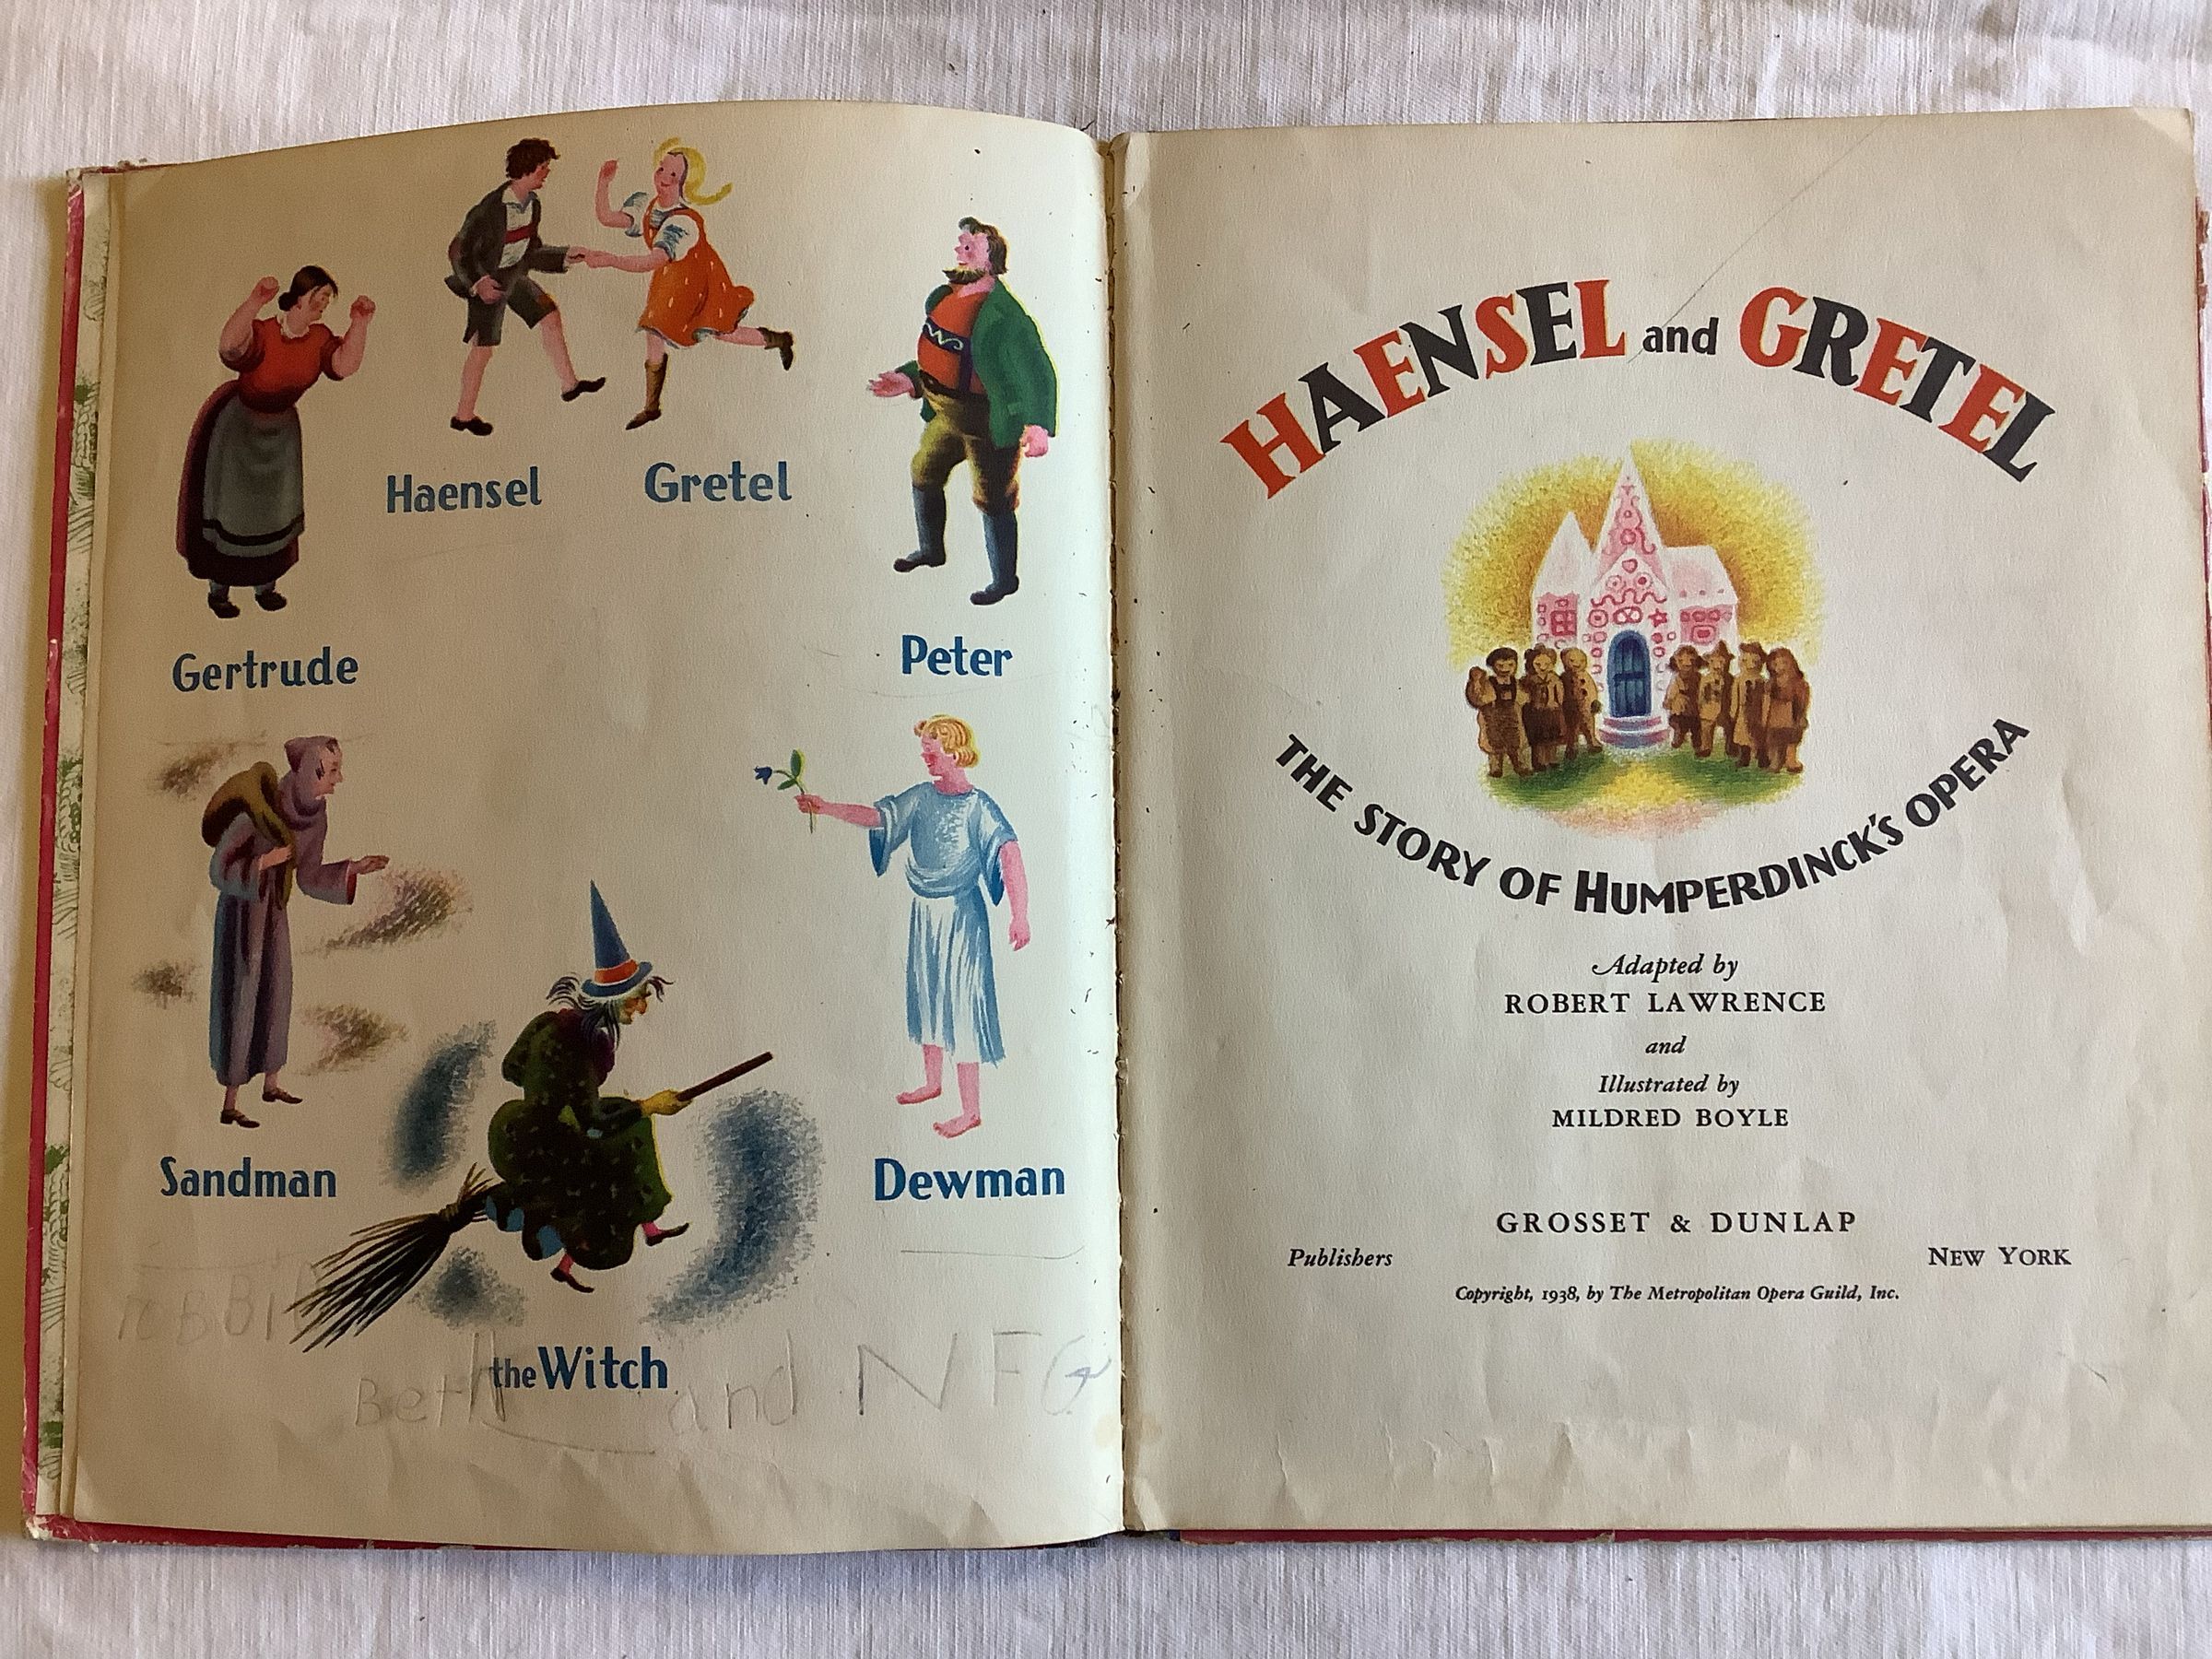 Haensel Gretel
Gertrude
Peter
Sandman
Dewman
the Witch
and N F
HAENSEL and GRETEL
THE STORY OF HUMPERDINCK'S OPERA
Adapted by
ROBERT LAWRENCE
and
Illustrated by
MILDRED BOYLE
GROSSET & DUNLAP
Publishers NEW YORK
Copyright, 1938, by The Metropolitan Opera Guild, Inc.